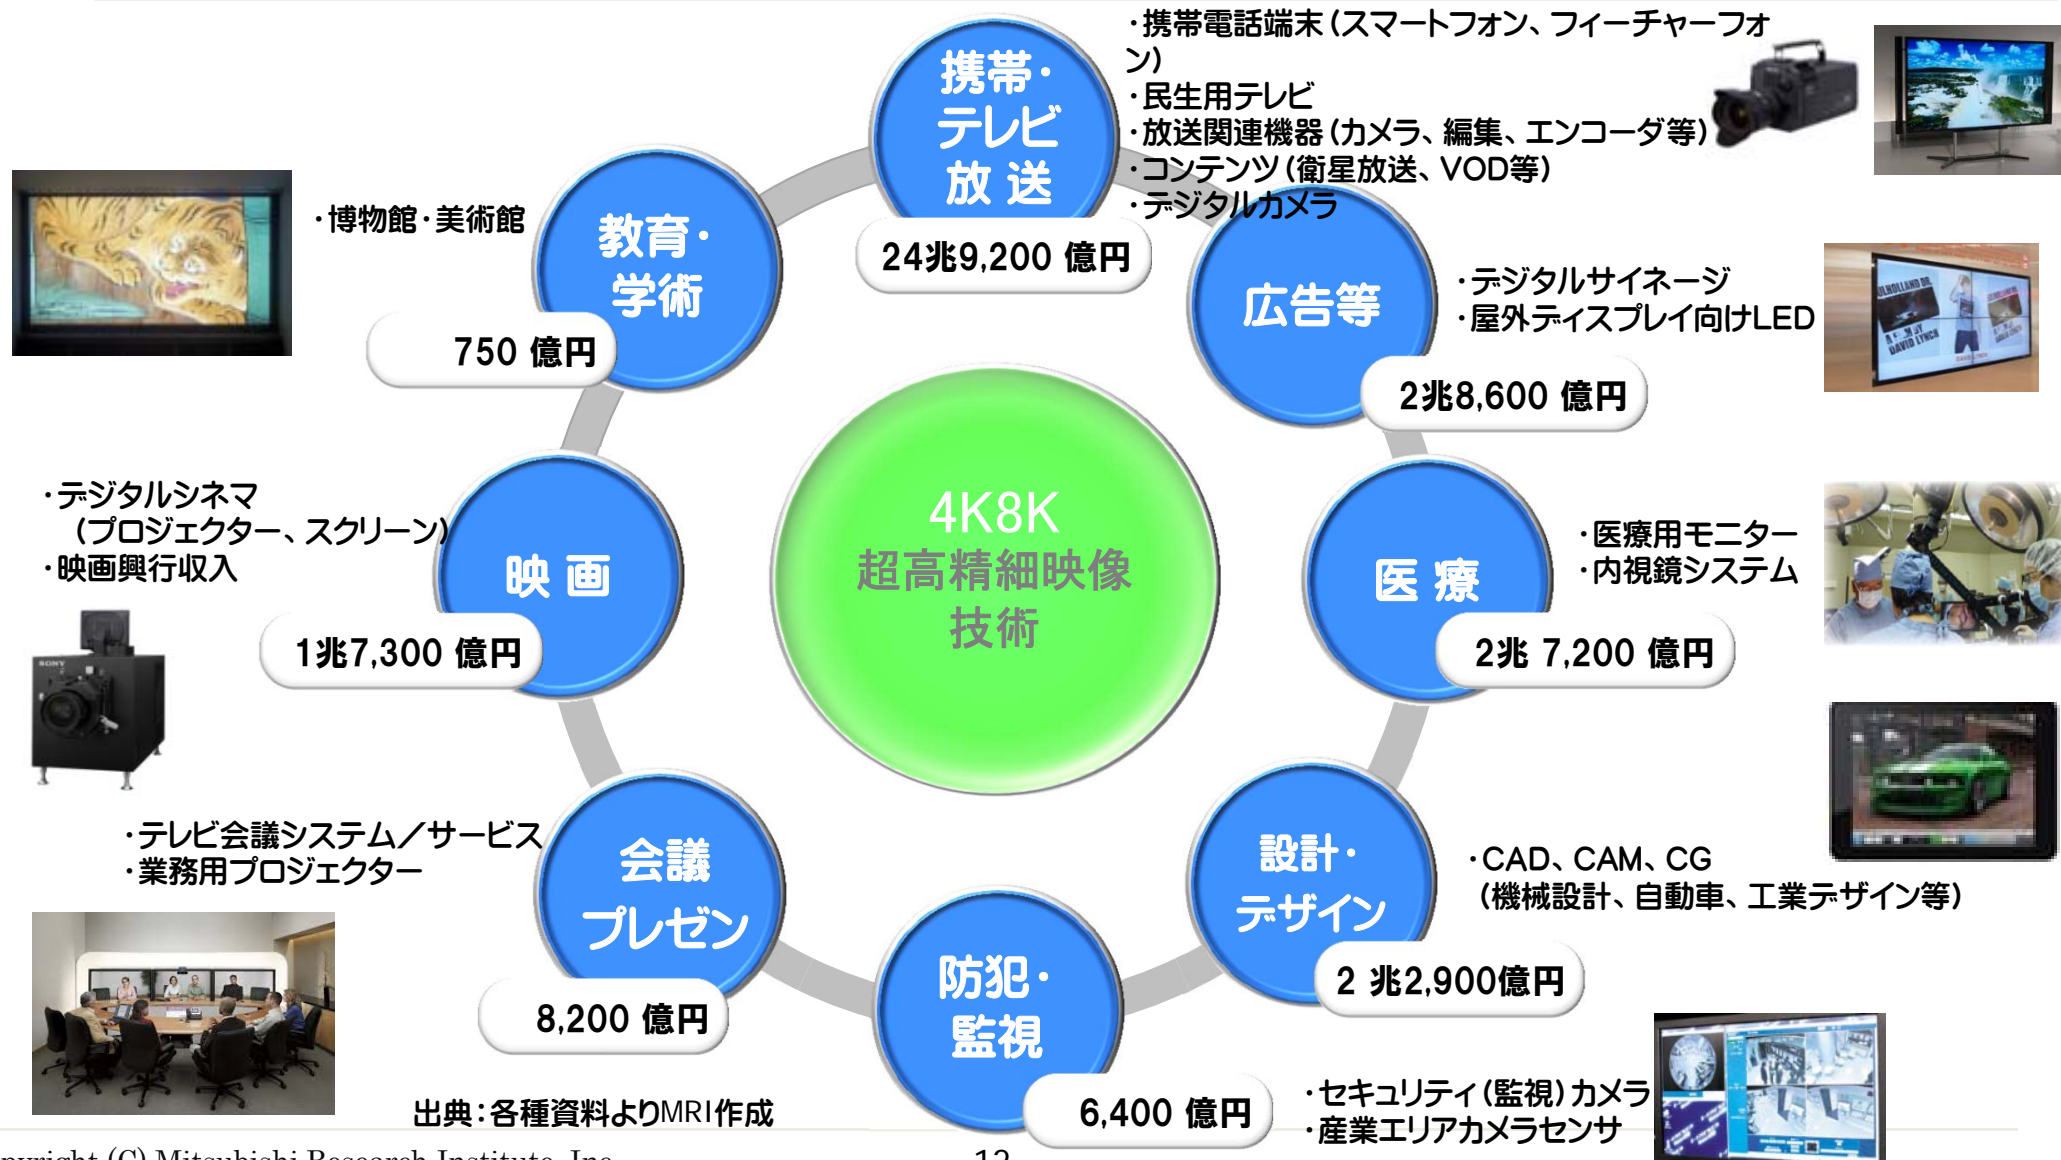 携帯・
テレビ
放 送
24兆9,200 億円
・携帯電話端末（スマートフォン、フィーチャーフォ
ン）
・民生用テレビ
・放送関連機器（カメラ、編集、エンコーダ等）
・コンテンツ（衛星放送、VOD等）
・デジタルカメラ
広告等
2兆8,600 億円
・デジタルサイネージ
・屋外ディスプレイ向けLED
MULHOLLAND DR.
DAVID LYNCH
医 療
2兆 7,200 億円
・医療用モニター
・内視鏡システム
設計・
デザイン
2 兆2,900億円
・CAD、CAM、CG
（機械設計、自動車、工業デザイン等）
防犯・
監視
6,400 億円
・セキュリティ（監視）カメラ
・産業エリアカメラセンサ
会議
プレゼン
8,200 億円
・テレビ会議システム／サービス
・業務用プロジェクター
映 画
1兆7,300 億円
・デジタルシネマ
（プロジェクター、スクリーン）
・映画興行収入
SONY
教育・
学術
750 億円
・博物館・美術館
4K8K
超高精細映像
技術
出典：各種資料よりMRI作成
pyright (C) Mitsubishi Research Institute, Inc.
12